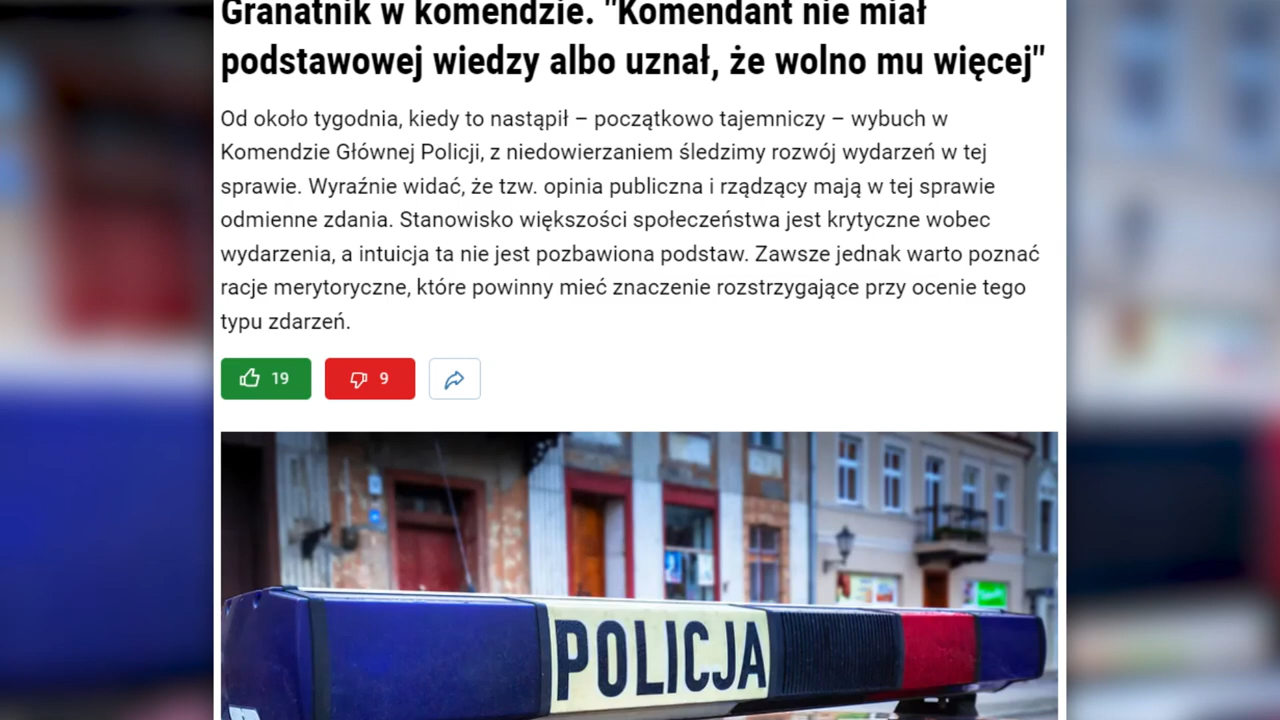 Granatnik w komendzie. "Komendant nie miał
podstawowej wiedzy albo uznał, że wolno mu więcej"
Od około tygodnia, kiedy to nastąpił – początkowo tajemniczy – wybuch w
Komendzie Głównej Policji, z niedowierzaniem śledzimy rozwój wydarzeń w tej
sprawie. Wyraźnie widać, że tzw. opinia publiczna i rządzący mają w tej sprawie
odmienne zdania. Stanowisko większości społeczeństwa jest krytyczne wobec
wydarzenia, a intuicja ta nie jest pozbawiona podstaw. Zawsze jednak warto poznać
racje merytoryczne, które powinny mieć znaczenie rozstrzygające przy ocenie tego
typu zdarzeń.
19 9
POLICJA